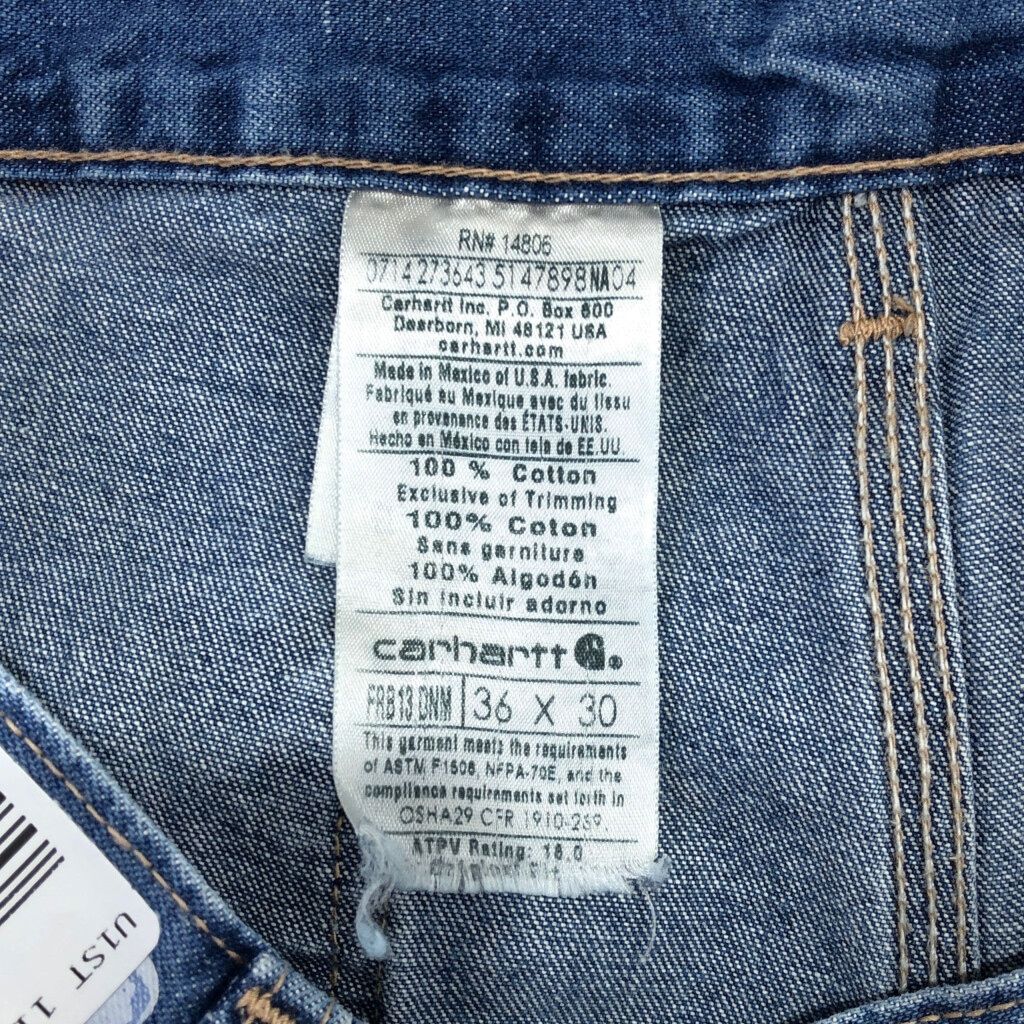 RN# 14806
0714 273643 5147898NA04
Carhartt Inc. P.O. Box 600
Dearborn, MI 48121 USA
carhartt.com
Made in Mexico of U.S.A. fabric.
Fabriqué au Mexique avec du tissu
en provenance des ÉTATS-UNIS.
Hecho en México con tela de EE.UU.
100 % Cotton
Exclusive of Trimming
100% Coton
Sans garniture
100% Algodón
Sin incluir adorno
carhartt
FRB13 DNM 36 X 30
This garment meets the requirements
of ASTM F1506, NFPA-70E, and the
compliance requirements set forth in
OSHA29 CFR 1910-269.
ATPV Rating: 18.0
U1ST